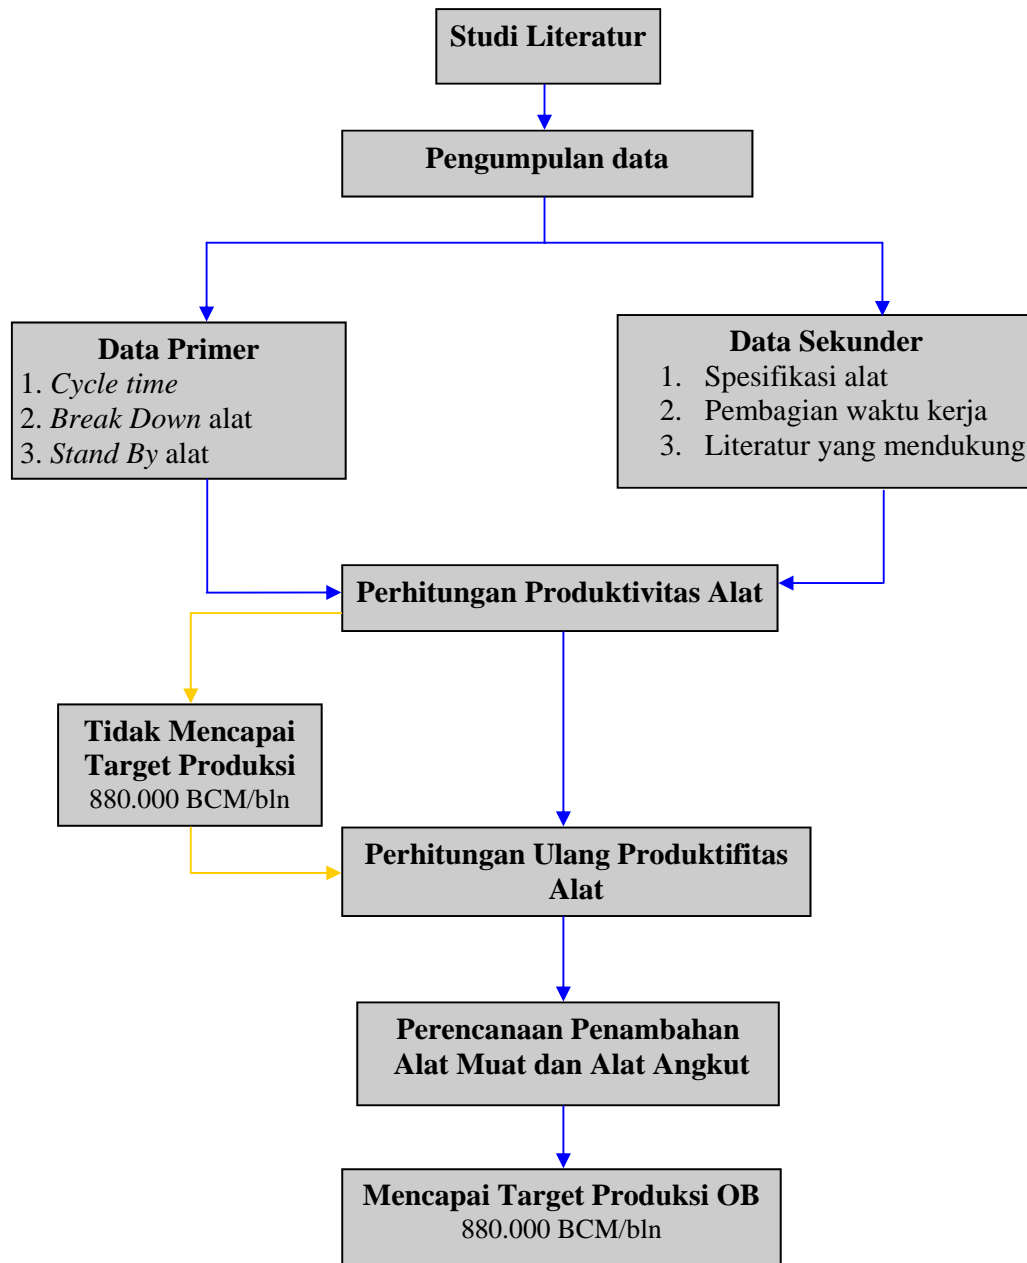 Studi Literatur
Pengumpulan data
Data Primer
1. Cycle time
2. Break Down alat
3. Stand By alat
Data Sekunder
1. Spesifikasi alat
2. Pembagian waktu kerja
3. Literatur yang mendukung
Perhitungan Produktivitas Alat
Tidak Mencapai
Target Produksi
880.000 BCM/bln
Perhitungan Ulang Produktifitas
Alat
Perencanaan Penambahan
Alat Muat dan Alat Angkut
Mencapai Target Produksi OB
880.000 BCM/bln